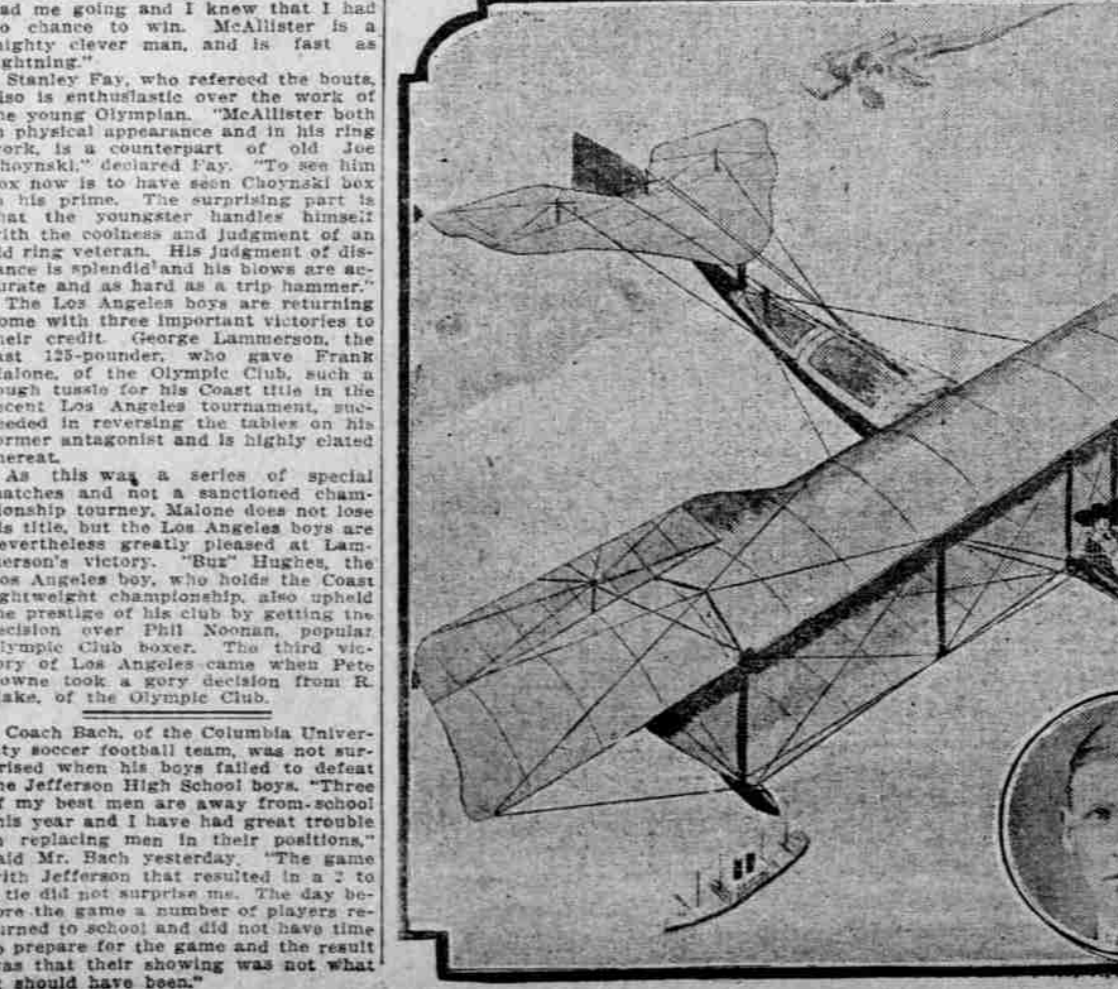 ad me going and I knew that I had
o chance to win. McAllister is a
ighty clever man, and is fast as
ightning."
Stanley Fay, who refereed the bouts,
lso is enthusiastic over the work of
he young Olympian. "McAllister both
n physical appearance and in his ring
ork, is a counterpart of old Joe
hoynski," declared Fay. "To see him
ox now is to have seen Choynski box
n his prime. The surprising part is
hat the youngster handles himself
ith the coolness and judgment of an
ld ring veteran. His judgment of dis-
ance is splendid and his blows are ac-
urate and as hard as a trip hammer."
The Los Angeles boys are returning
ome with three important victories to
heir credit. George Lammerson, the
ast 125-pounder, who gave Frank
Malone, of the Olympic Club, such a
ough tussle for his Coast title in the
ecent Los Angeles tournament, suc-
eeded in reversing the tables on his
ormer antagonist and is highly elated
hereat.
As this was a series of special
matches and not a sanctioned cham-
ionship tourney, Malone does not lose
is title, but the Los Angeles boys are
evertheless greatly pleased at Lam-
erson's victory. "Buz" Hughes, the
os Angeles boy, who holds the Coast
ightweight championship, also upheld
he prestige of his club by getting the
ecision over Phil Noonan, popular
lympic Club boxer. The third vic-
ory of Los Angeles came when Pete
owne took a gory decision from R.
lake, of the Olympic Club.
Coach Bach, of the Columbia Univer-
ity soccer football team, was not sur-
rised when his boys failed to defeat
he Jefferson High School boys. "Three
f my best men are away from school
his year and I have had great trouble
n replacing men in their positions,"
aid Mr. Bach yesterday. "The game
ith Jefferson that resulted in a 2 to
tie did not surprise me. The day be-
ore the game a number of players re-
urned to school and did not have time
o prepare for the game and the result
as that their showing was not what
t should have been."